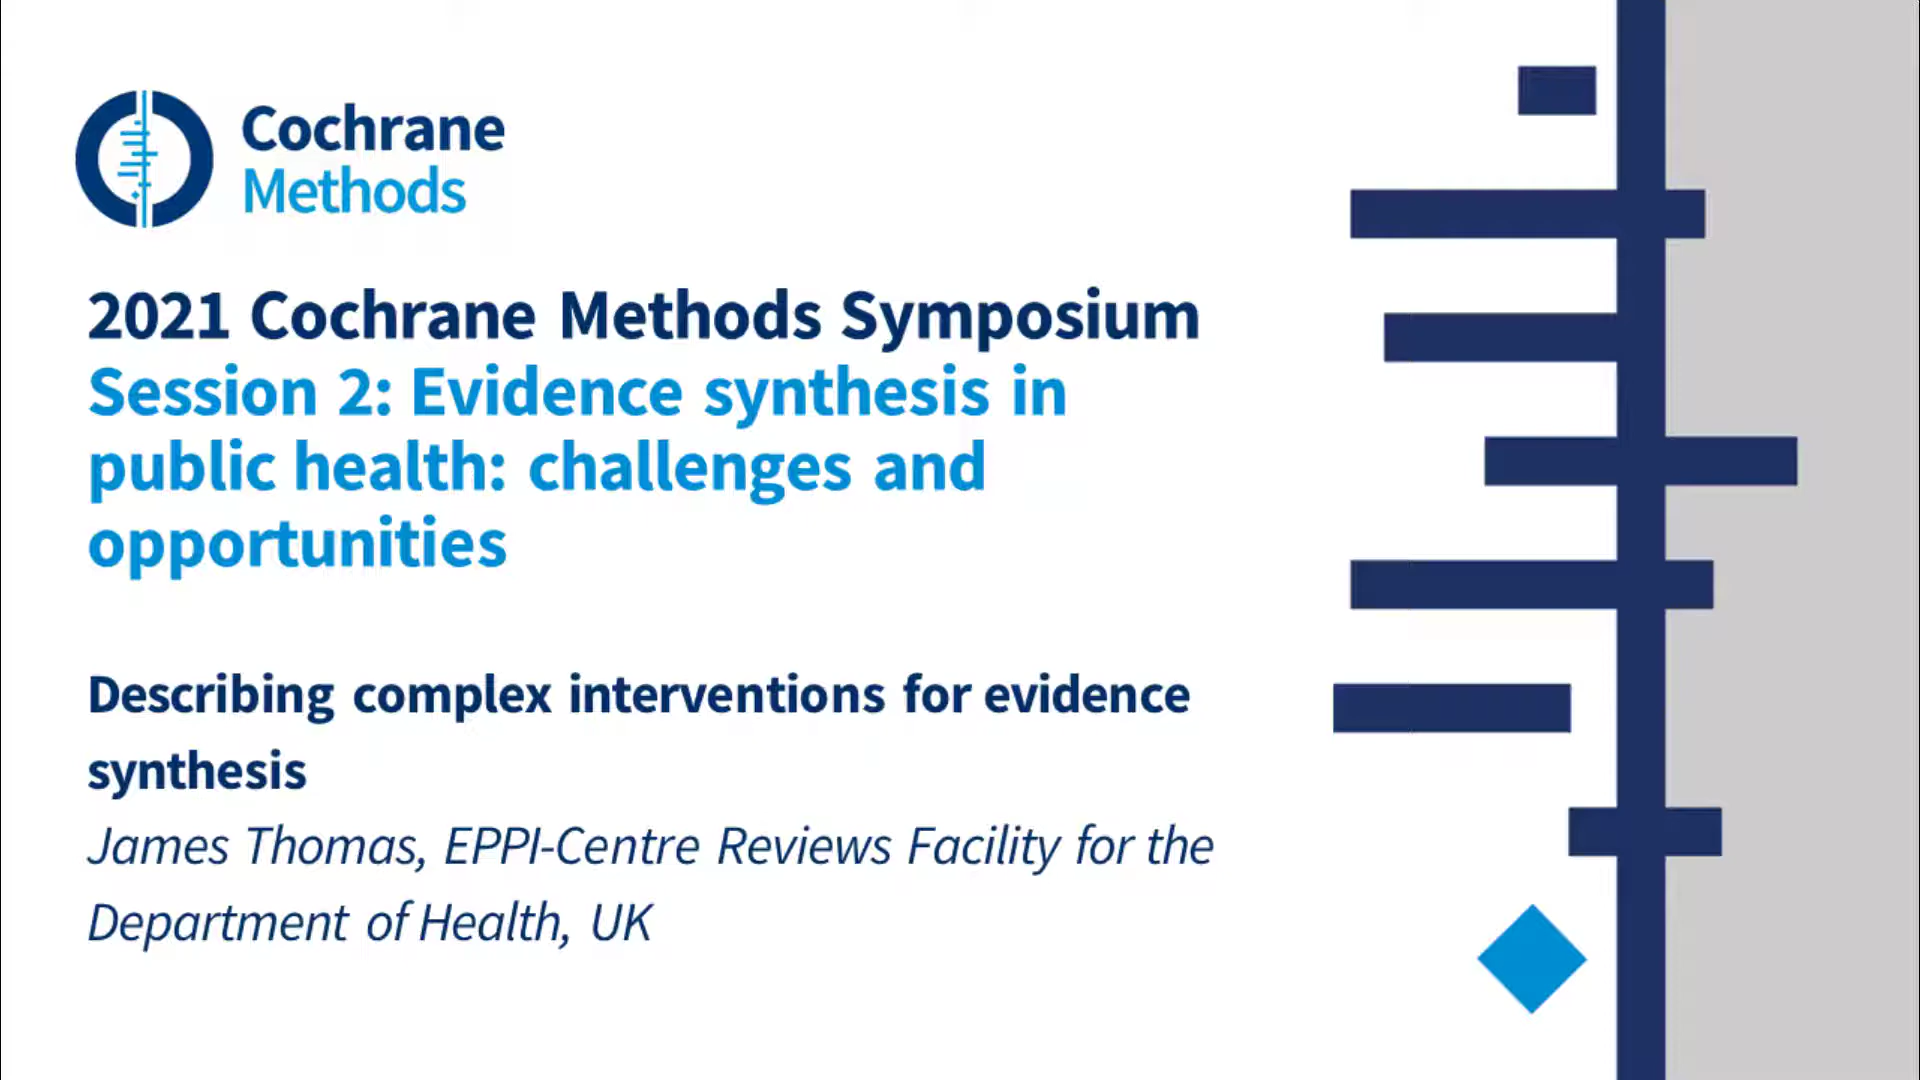 Cochrane
Methods
2021 Cochrane Methods Symposium
Session 2: Evidence synthesis in
public health: challenges and
opportunities
Describing complex interventions for evidence
synthesis
James Thomas, EPPI-Centre Reviews Facility for the
Department of Health, UK